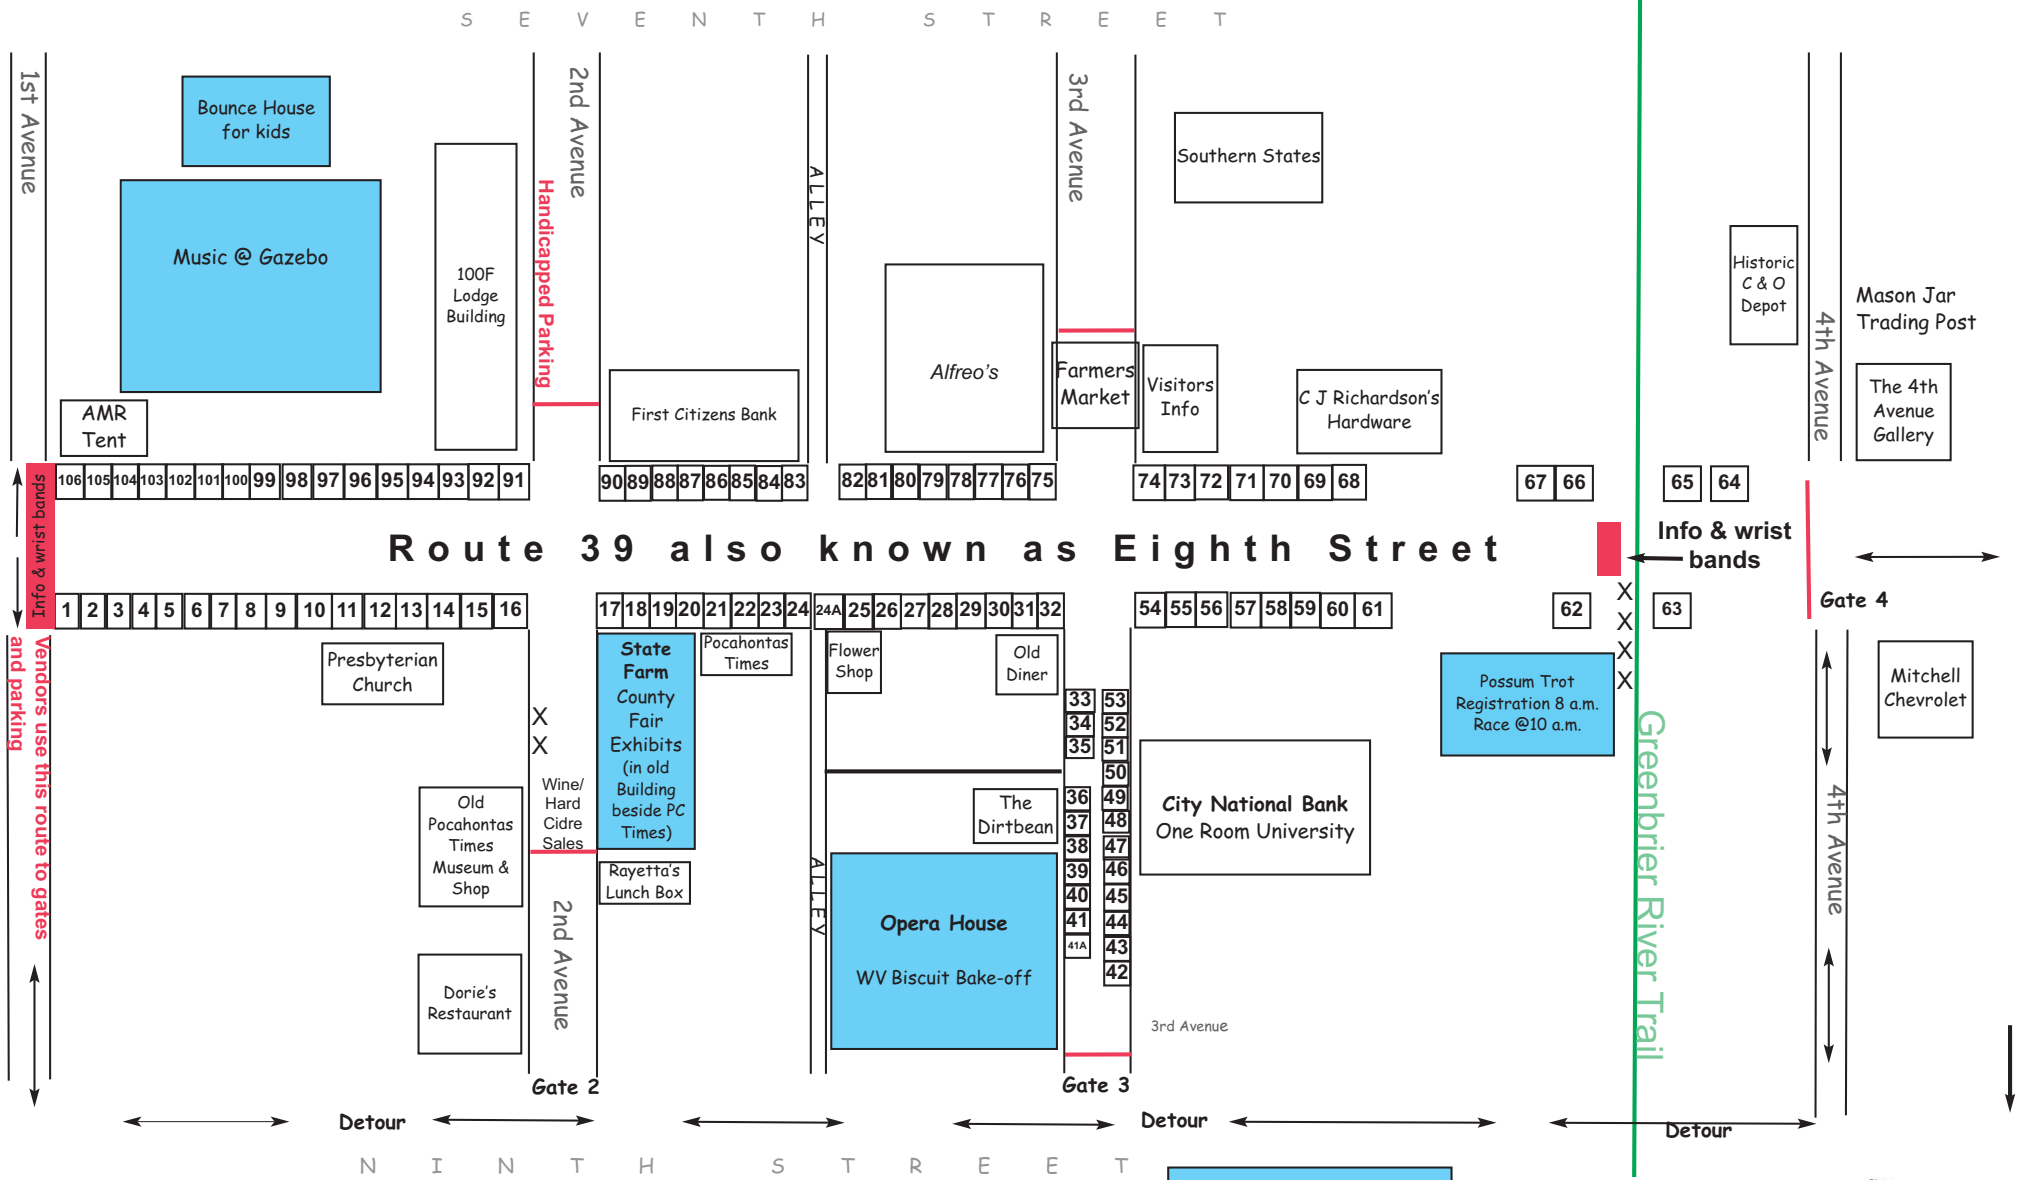 S E V E N T H S T R E E T
1st Avenue
2nd Avenue
3rd Avenue
Bounce House
for kids
Music @ Gazebo
100F
Lodge
Building
Handicapped Parking
ALLEY
Southern States
Historic
C & O
Depot
4th Avenue
Mason Jar
Trading Post
Alfreo's
Farmers
Market
Visitors
Info
C J Richardson's
Hardware
The 4th
Avenue
Gallery
AMR
Tent
First Citizens Bank
106 105 104 103 102 101 100 99 98 97 96 95 94 93 92 91
90 89 88 87 86 85 84 83
82 81 80 79 78 77 76 75
74 73 72 71 70 69 68
67 66
65 64
Info & wrist bands
Route 39 also known as Eighth Street
Info & wrist
bands
Gate 4
1 2 3 4 5 6 7 8 9 10 11 12 13 14 15 16
17 18 19 20 21 22 23 24 24A 25 26 27 28 29 30 31 32
54 55 56 57 58 59 60 61
62
63
X
X
X
X
Vendors use this route to gates
and parking
Presbyterian
Church
X
X
State
Farm
County
Fair
Exhibits
(in old
Building
beside PC
Times)
Pocahontas
Times
Flower
Shop
Old
Diner
33
34
35
36
37
38
39
40
41
41A
53
52
51
50
49
48
47
46
45
44
43
42
Possum Trot
Registration 8 a.m.
Race @10 a.m.
Mitchell
Chevrolet
Wine/
Hard
Cidre
Sales
Old
Pocahontas
Times
Museum &
Shop
Rayetta's
Lunch Box
The
Dirtbean
City National Bank
One Room University
Greenbrier River Trail
4th Avenue
ALLEY
Opera House
WV Biscuit Bake-off
2nd Avenue
Dorie's
Restaurant
3rd Avenue
Gate 2
Gate 3
Detour
Detour
Detour
N I N T H S T R E E T